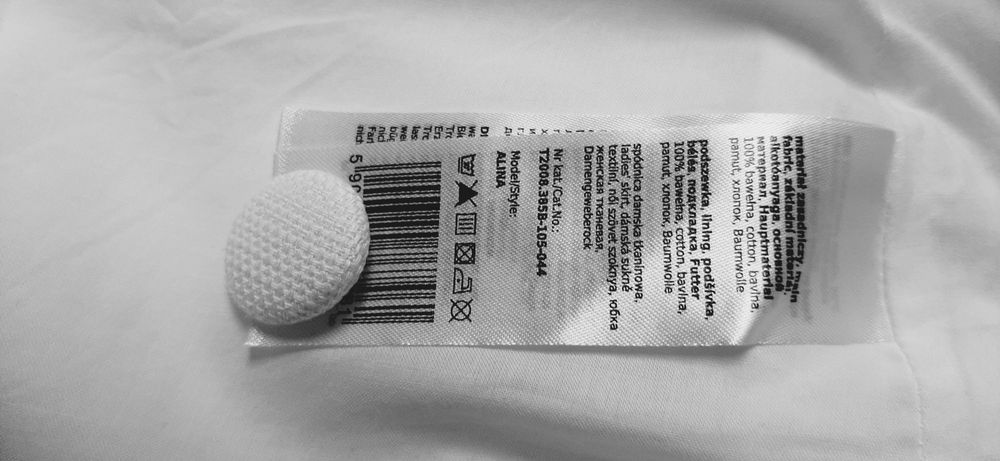 materiał zasadniczy, main
fabric, základní materiál,
alkotóanyaga, основной
материал, Hauptmaterial
100% bawełna, cotton, bavlna,
pamut, хлопок, Baumwolle
podszewka, lining, podšívka,
bélés, подкладка, Futter
100% bawełna, cotton, bavlna,
pamut, хлопок, Baumwolle
spódnica damska tkaninowa,
ladies' skirt, dámská sukně
textilní, női szövet szoknya, юбка
женская тканевая,
Damengeweberock
Nr kat./Cat.No.:
T2008.385B-105-044
Model/Style:
ALINA